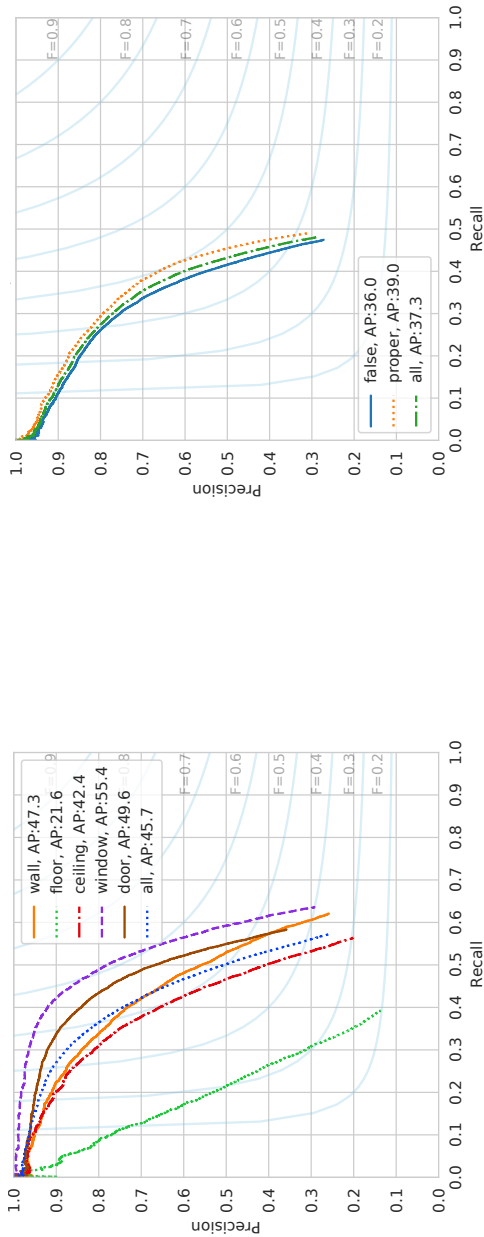 1.0
0.9
0.8
0.7
0.6
0.5
0.4
0.3
0.2
0.1
0.0
Precision
0.0 0.1 0.2 0.3 0.4 0.5 0.6 0.7 0.8 0.9 1.0
Recall
F=0.9
F=0.8
F=0.7
F=0.6
F=0.5
F=0.4
F=0.3
F=0.2
wall, AP:47.3
floor, AP:21.6
ceiling, AP:42.4
window, AP:55.4
door, AP:49.6
all, AP:45.7
1.0
0.9
0.8
0.7
0.6
0.5
0.4
0.3
0.2
0.1
0.0
Precision
0.0 0.1 0.2 0.3 0.4 0.5 0.6 0.7 0.8 0.9 1.0
Recall
F=0.9
F=0.8
F=0.7
F=0.6
F=0.5
F=0.4
F=0.3
F=0.2
false, AP:36.0
proper, AP:39.0
all, AP:37.3